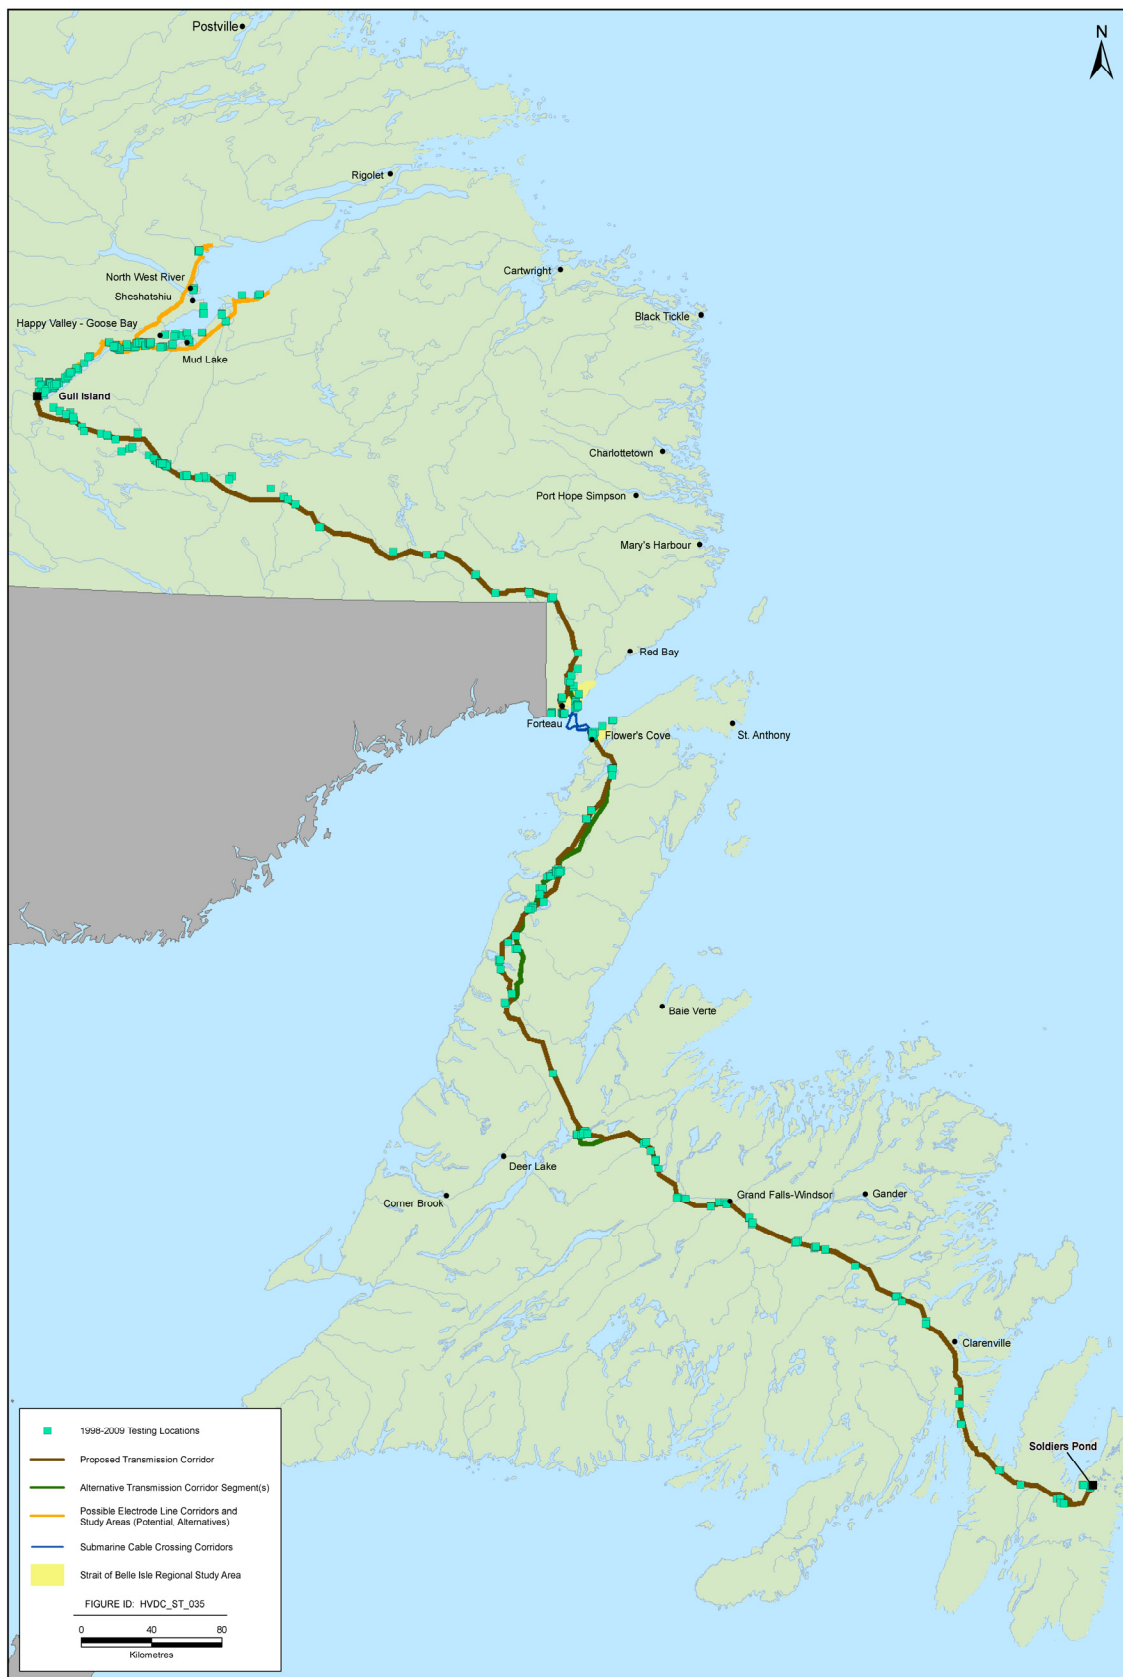 Postville
N
Rigolet
North West River
Sheshatshiu
Cartwright
Black Tickle
Happy Valley - Goose Bay
Mud Lake
Gull Island
Charlottetown
Port Hope Simpson
Mary's Harbour
Red Bay
Forteau
Flower's Cove
St. Anthony
Baie Verte
Deer Lake
Corner Brook
Grand Falls-Windsor
Gander
Clarenville
Soldiers Pond
1998-2009 Testing Locations
Proposed Transmission Corridor
Alternative Transmission Corridor Segment(s)
Possible Electrode Line Corridors and
Study Areas (Potential, Alternatives)
Submarine Cable Crossing Corridors
Strait of Belle Isle Regional Study Area
FIGURE ID: HVDC_ST_035
0 40 80
Kilometres